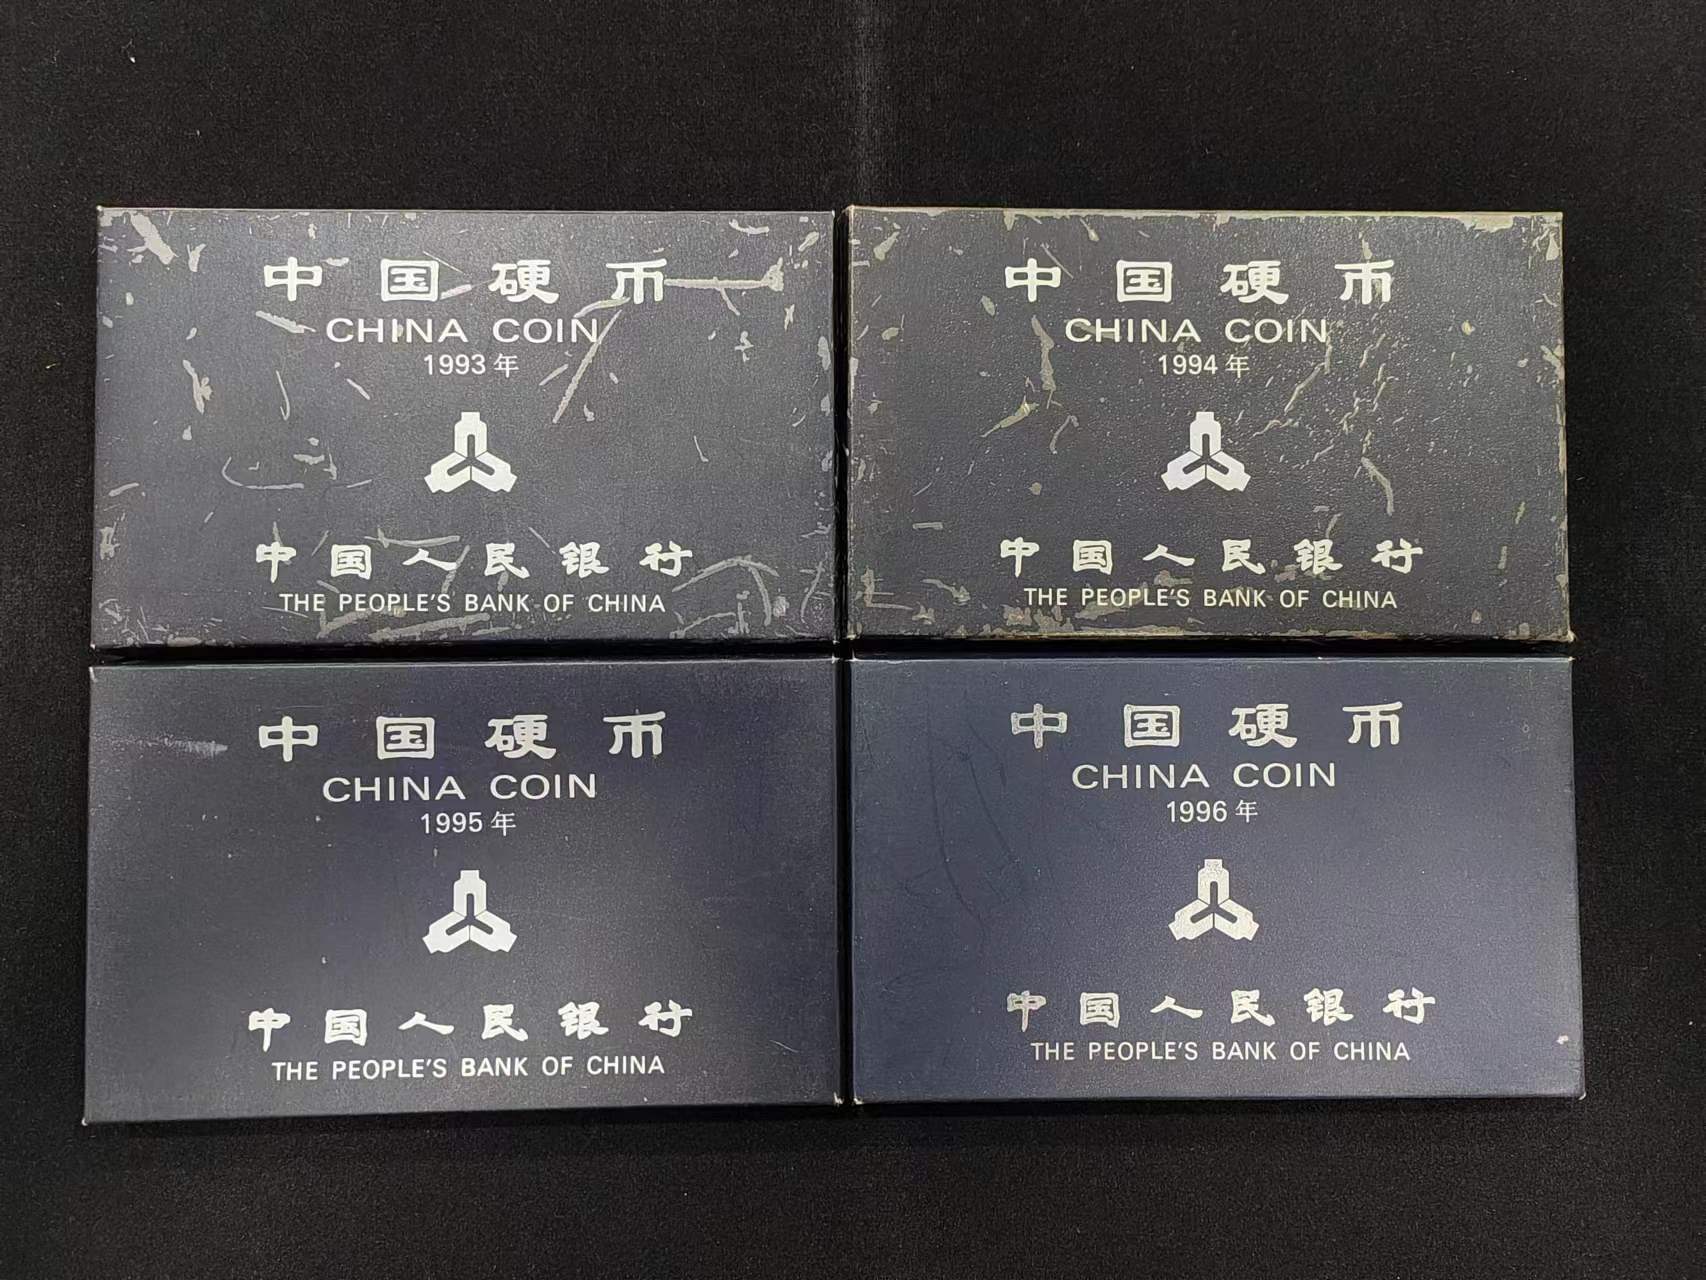 中国硬币
CHINA COIN
1993年
中国人民银行
THE PEOPLE'S BANK OF CHINA
中国硬币
CHINA COIN
1994年
中国人民银行
THE PEOPLE'S BANK OF CHINA
中国硬币
CHINA COIN
1995年
中国人民银行
THE PEOPLE'S BANK OF CHINA
中国硬币
CHINA COIN
1996年
中国人民银行
THE PEOPLE'S BANK OF CHINA